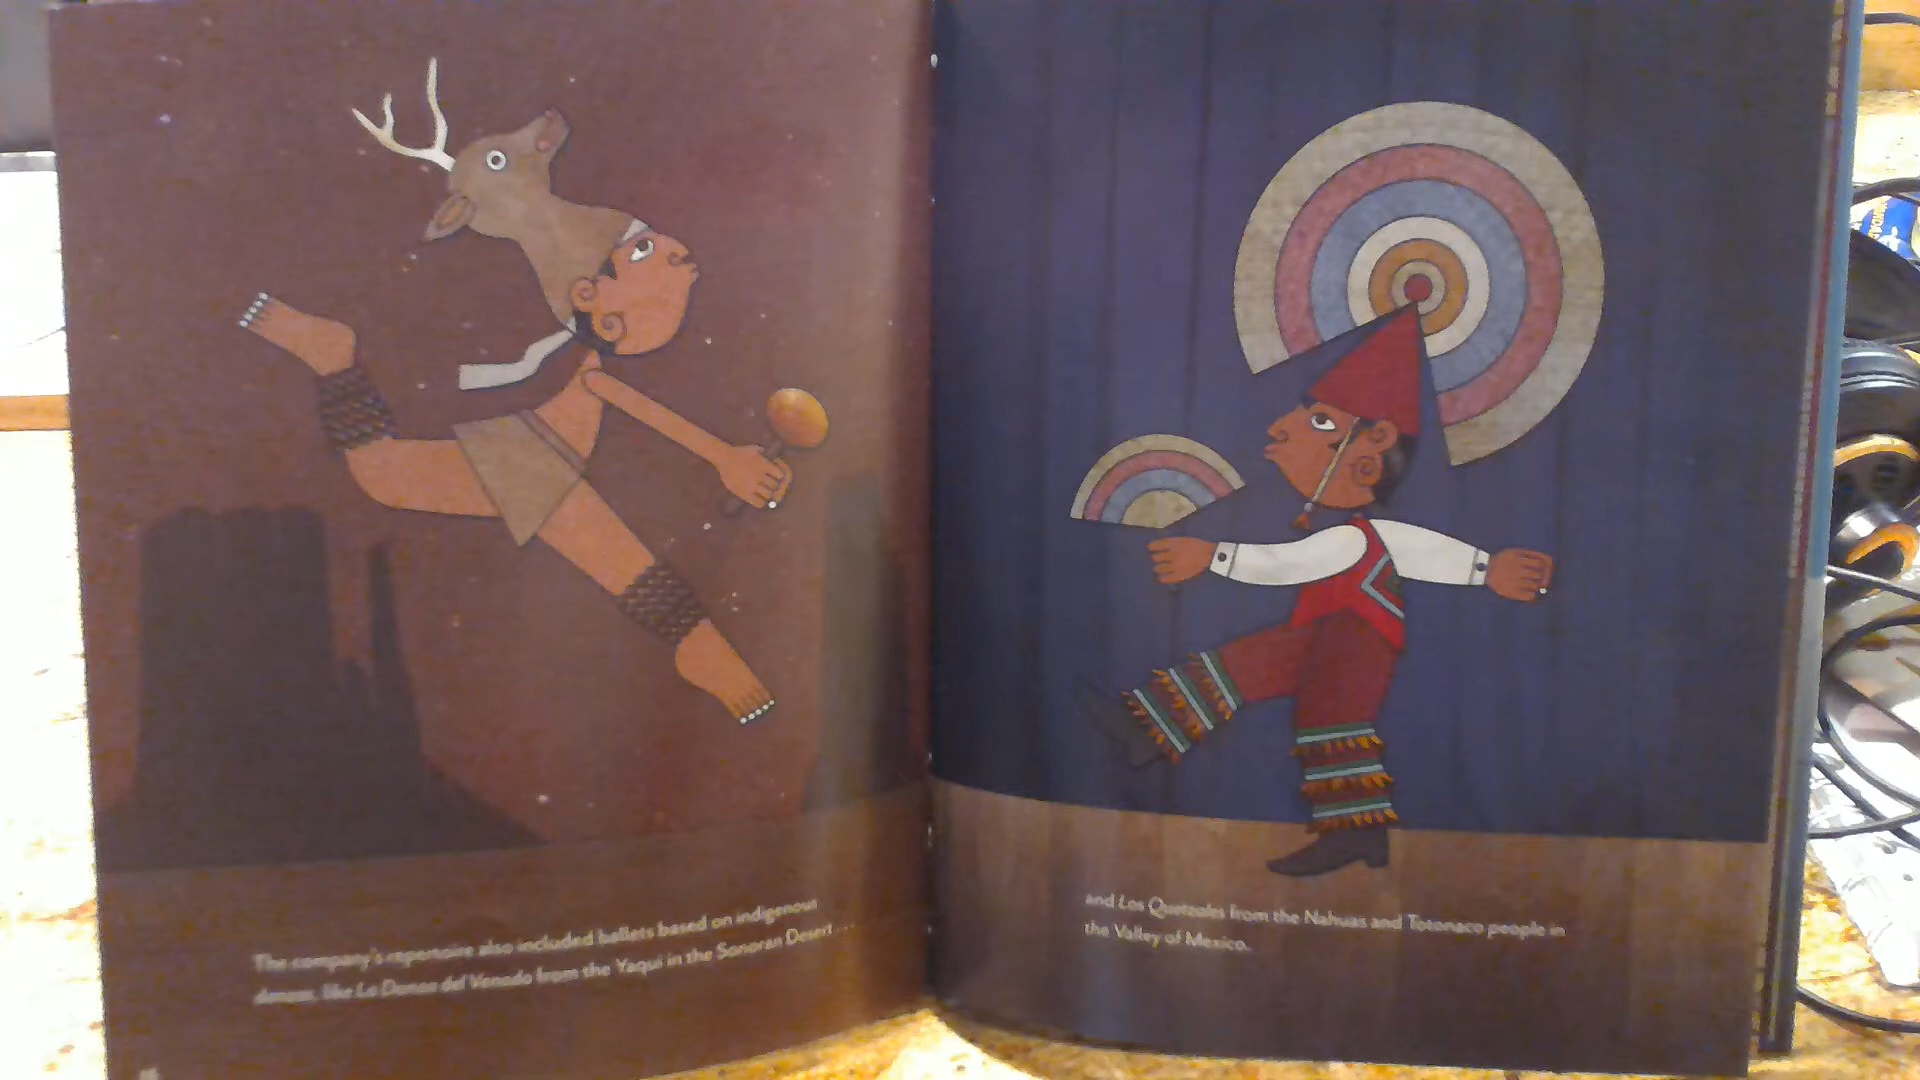 The company's repertoire also included ballets based on indigenous
dances, like La Danza del Venado from the Yaqui in the Sonoran Desert . . .
and Los Quetzales from the Nahuas and Totonaco people in
the Valley of Mexico.